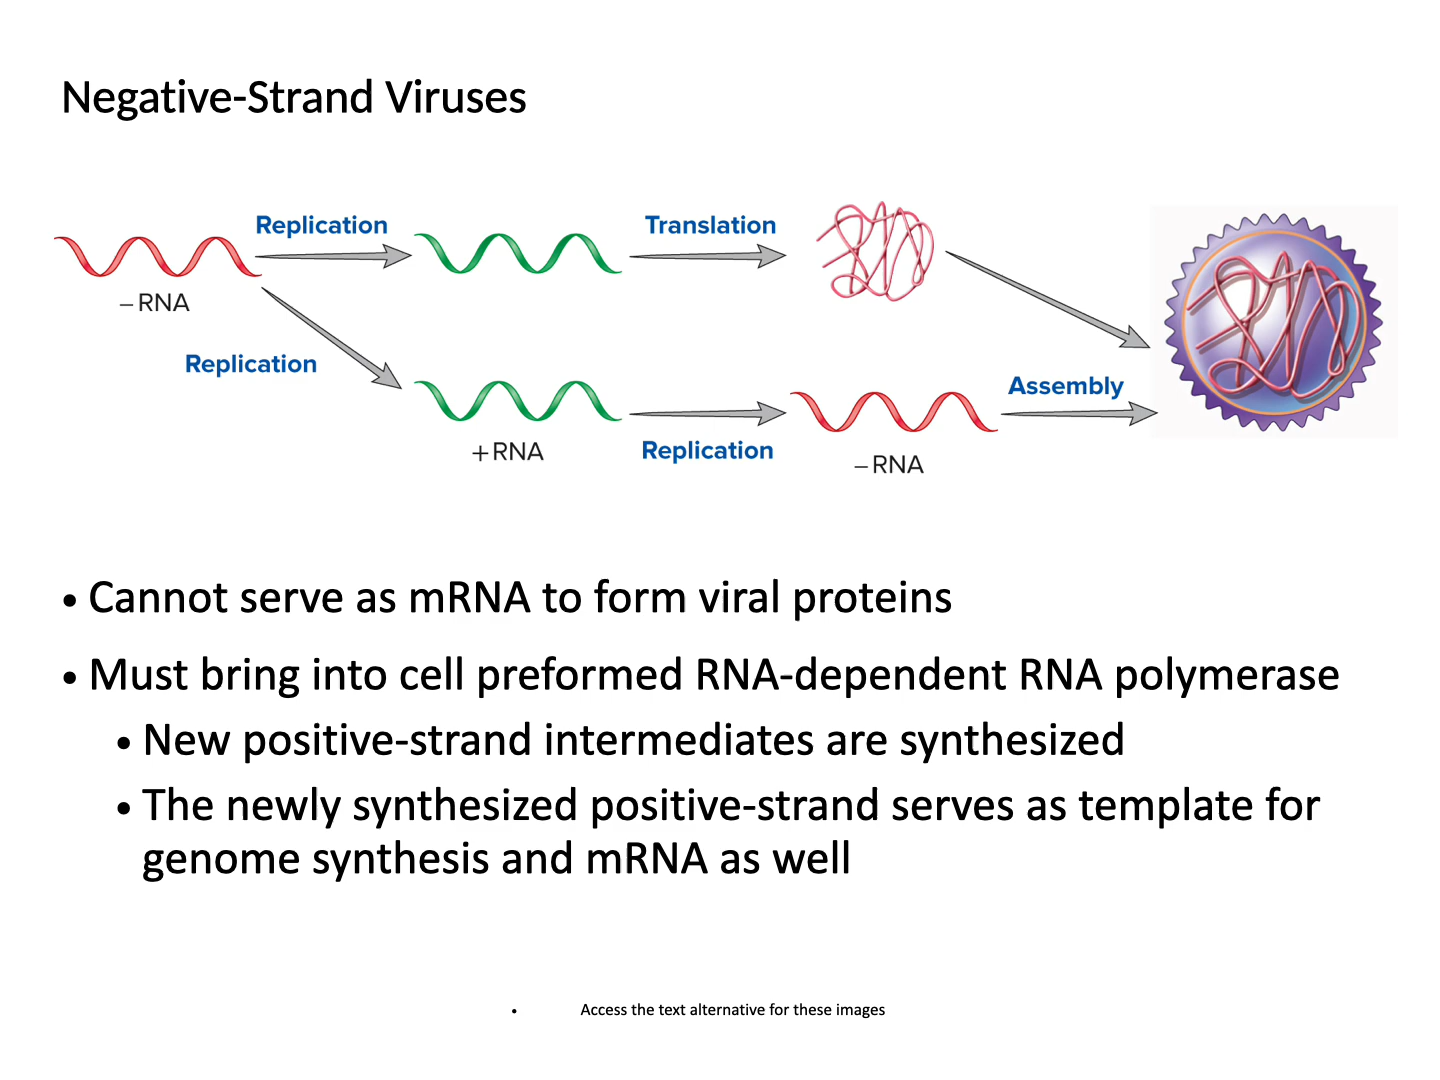 Negative-Strand Viruses
Replication
Translation
– RNA
Replication
Assembly
+ RNA
Replication
– RNA
• Cannot serve as mRNA to form viral proteins
• Must bring into cell preformed RNA-dependent RNA polymerase
• New positive-strand intermediates are synthesized
• The newly synthesized positive-strand serves as template for
genome synthesis and mRNA as well
• Access the text alternative for these images